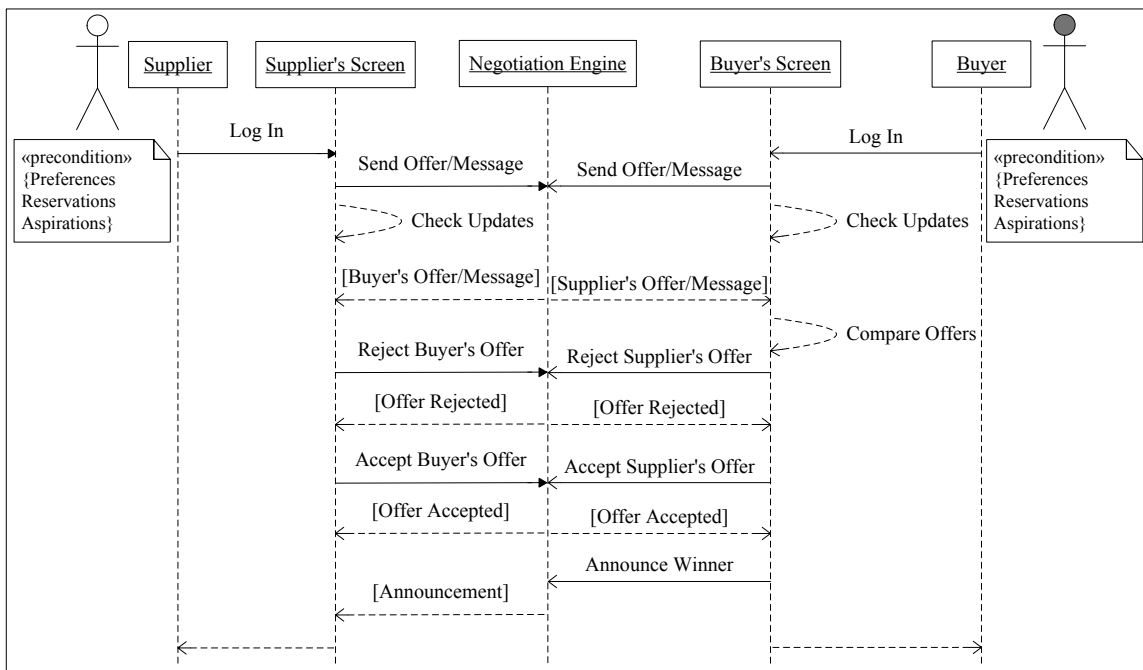 Supplier
Supplier's Screen
Negotiation Engine
Buyer's Screen
Buyer
«precondition»
{Preferences
Reservations
Aspirations}
Log In
Log In
«precondition»
{Preferences
Reservations
Aspirations}
Send Offer/Message
Send Offer/Message
Check Updates
Check Updates
[Buyer's Offer/Message]
[Supplier's Offer/Message]
Compare Offers
Reject Buyer's Offer
Reject Supplier's Offer
[Offer Rejected]
[Offer Rejected]
Accept Buyer's Offer
Accept Supplier's Offer
[Offer Accepted]
[Offer Accepted]
Announce Winner
[Announcement]